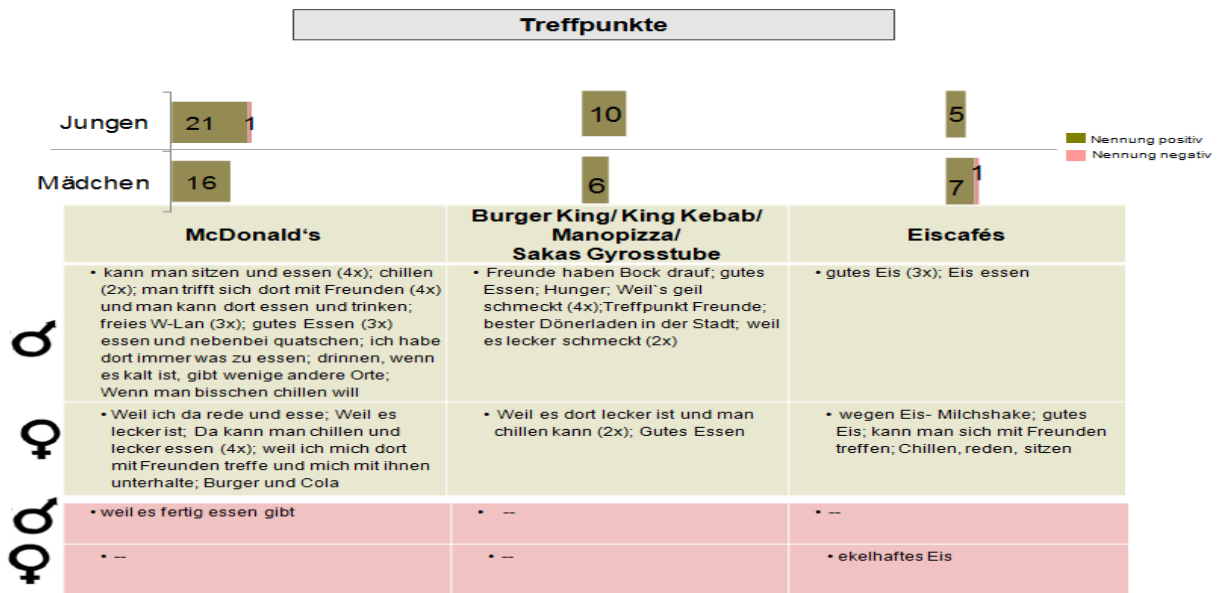 Treffpunkte
Jungen
21
1
10
5
Nennung positiv
Nennung negativ
Mädchen
16
6
7
1
McDonald‘s
Burger King/ King Kebab/
Manopizza/
Sakas Gyrosstube
Eiscafés
• kann man sitzen und essen (4x); chillen
(2x); man trifft sich dort mit Freunden (4x)
und man kann dort essen und trinken;
freies W-Lan (3x); gutes Essen (3x)
essen und nebenbei quatschen; ich habe
dort immer was zu essen; drinnen, wenn
es kalt ist, gibt wenige andere Orte;
Wenn man bisschen chillen will
• Freunde haben Bock drauf; gutes
Essen; Hunger; Weil`s geil
schmeckt (4x);Treffpunkt Freunde;
bester Dönerladen in der Stadt; weil
es lecker schmeckt (2x)
• gutes Eis (3x); Eis essen
• Weil ich da rede und esse; Weil es
lecker ist; Da kann man chillen und
lecker essen (4x); weil ich mich dort
mit Freunden treffe und mich mit ihnen
unterhalte; Burger und Cola
• Weil es dort lecker ist und man
chillen kann (2x); Gutes Essen
• wegen Eis- Milchshake; gutes
Eis; kann man sich mit Freunden
treffen; Chillen, reden, sitzen
• weil es fertig essen gibt
• --
• --
• --
• --
• ekelhaftes Eis